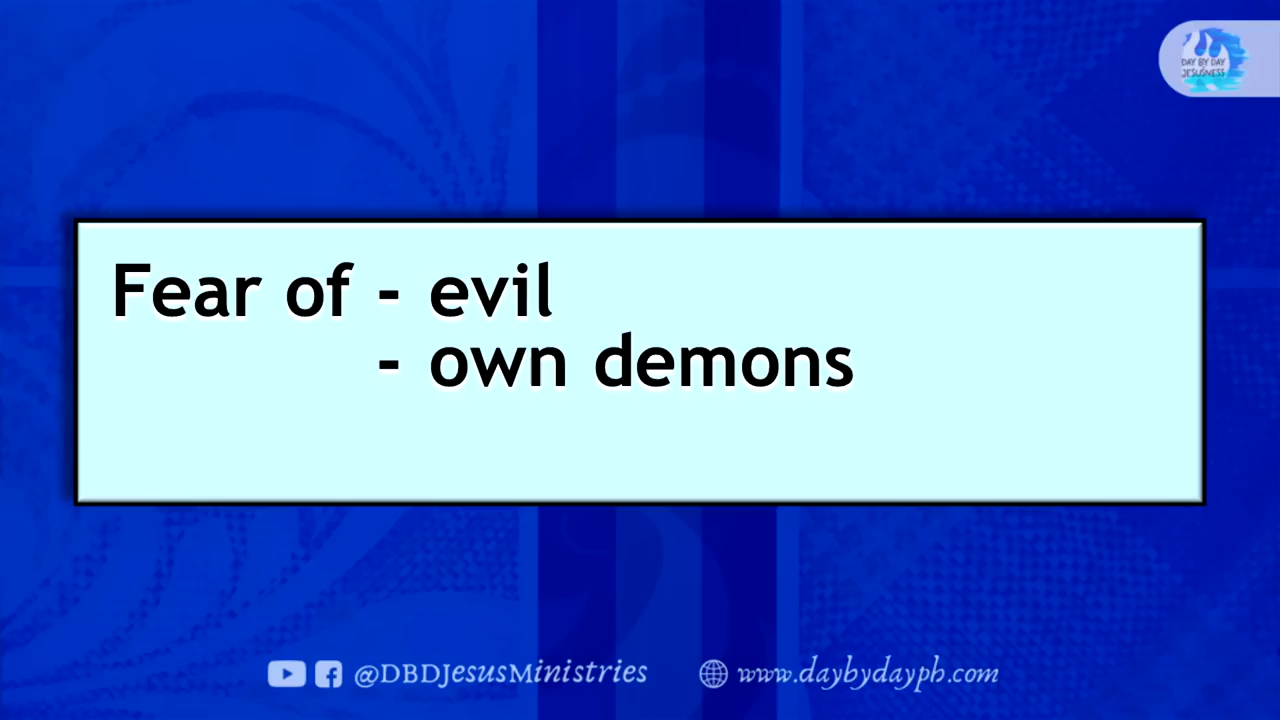 DAY BY DAY
JESUSNESS
Fear of - evil
- own demons
@DBDJesusMinistries
www.daybydayph.com